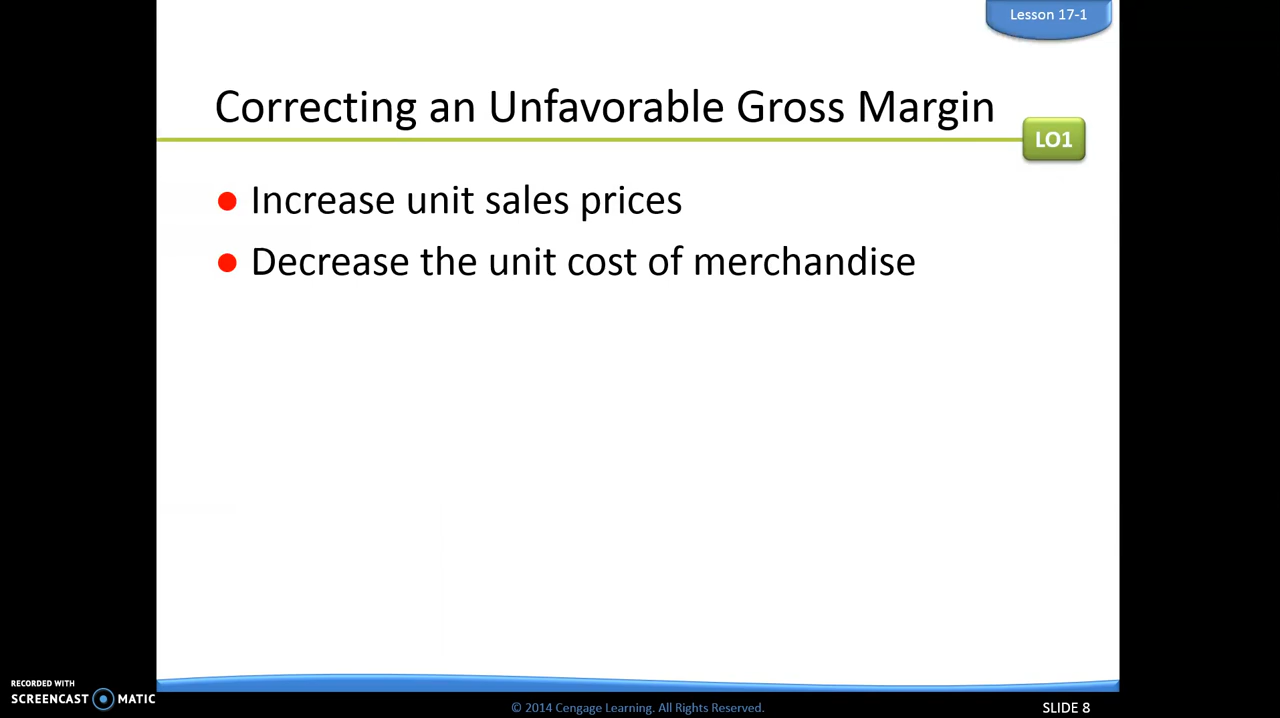 Lesson 17-1
Correcting an Unfavorable Gross Margin
LO1
● Increase unit sales prices
● Decrease the unit cost of merchandise
RECORDED WITH
SCREENCAST MATIC
© 2014 Cengage Learning. All Rights Reserved.
SLIDE 8